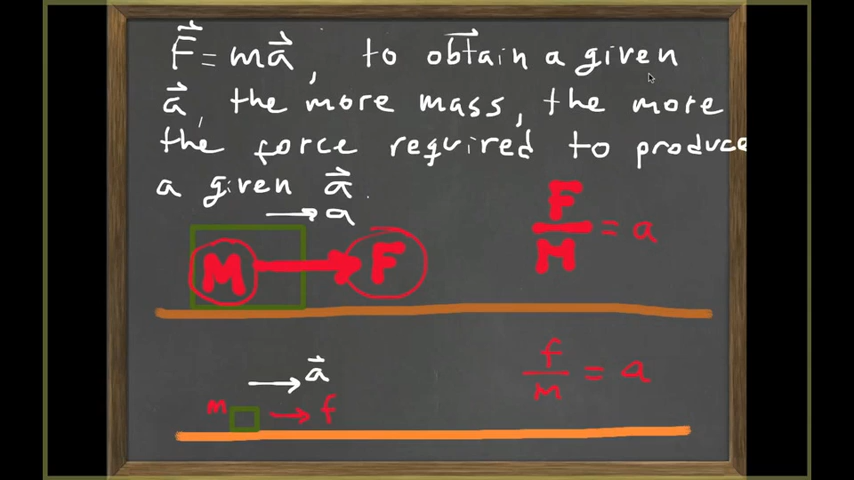 F⃗ = ma⃗, to obtain a given
a⃗, the more mass, the more
the force required to produce
a given a⃗.
→ a
M → F
F/M = a
→ a⃗
m → f
f/m = a